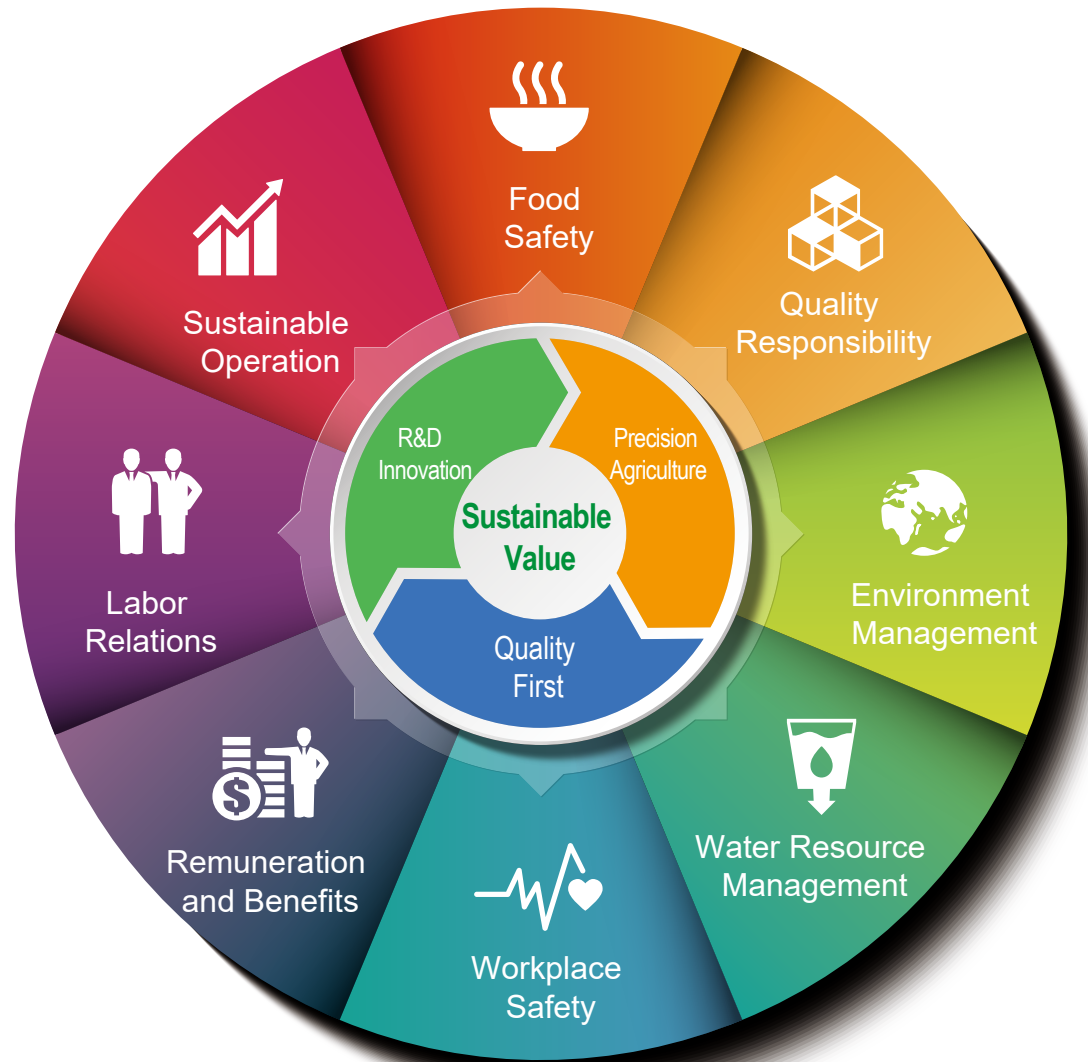 Food
Safety
Quality
Responsibility
Environment
Management
Water Resource
Management
Workplace
Safety
Remuneration
and Benefits
Labor
Relations
Sustainable
Operation
R&D
Innovation
Precision
Agriculture
Quality
First
Sustainable
Value
$